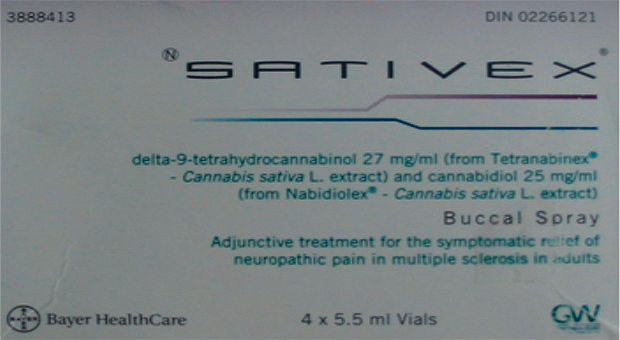 3888413 DIN 02266121
Ⓝ SATIVEX®
delta-9-tetrahydrocannabinol 27 mg/ml (from Tetranabinex®
- Cannabis sativa L. extract) and cannabidiol 25 mg/ml
(from Nabidiolex® - Cannabis sativa L. extract)
Buccal Spray
Adjunctive treatment for the symptomatic relief of
neuropathic pain in multiple sclerosis in adults
BAYER Bayer HealthCare 4 x 5.5 ml Vials GW